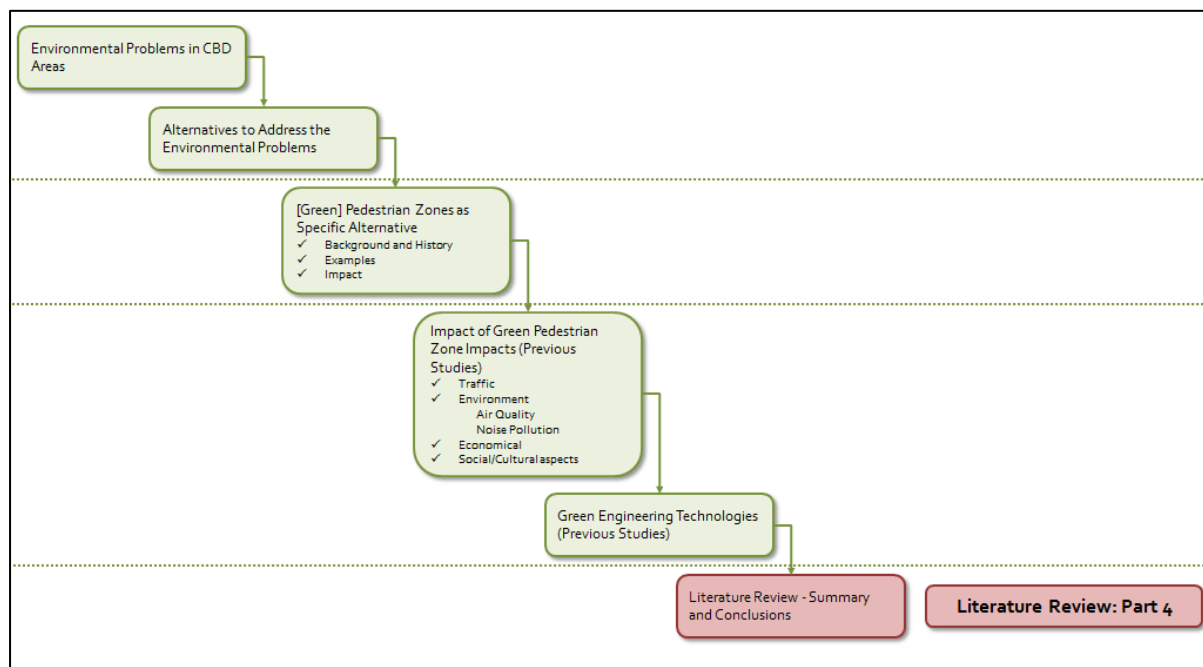 Environmental Problems in CBD
Areas
Alternatives to Address the
Environmental Problems
[Green] Pedestrian Zones as
Specific Alternative
✓ Background and History
✓ Examples
✓ Impact
Impact of Green Pedestrian
Zone Impacts (Previous
Studies)
✓ Traffic
✓ Environment
Air Quality
Noise Pollution
✓ Economical
✓ Social/Cultural aspects
Green Engineering Technologies
(Previous Studies)
Literature Review - Summary
and Conclusions
Literature Review: Part 4